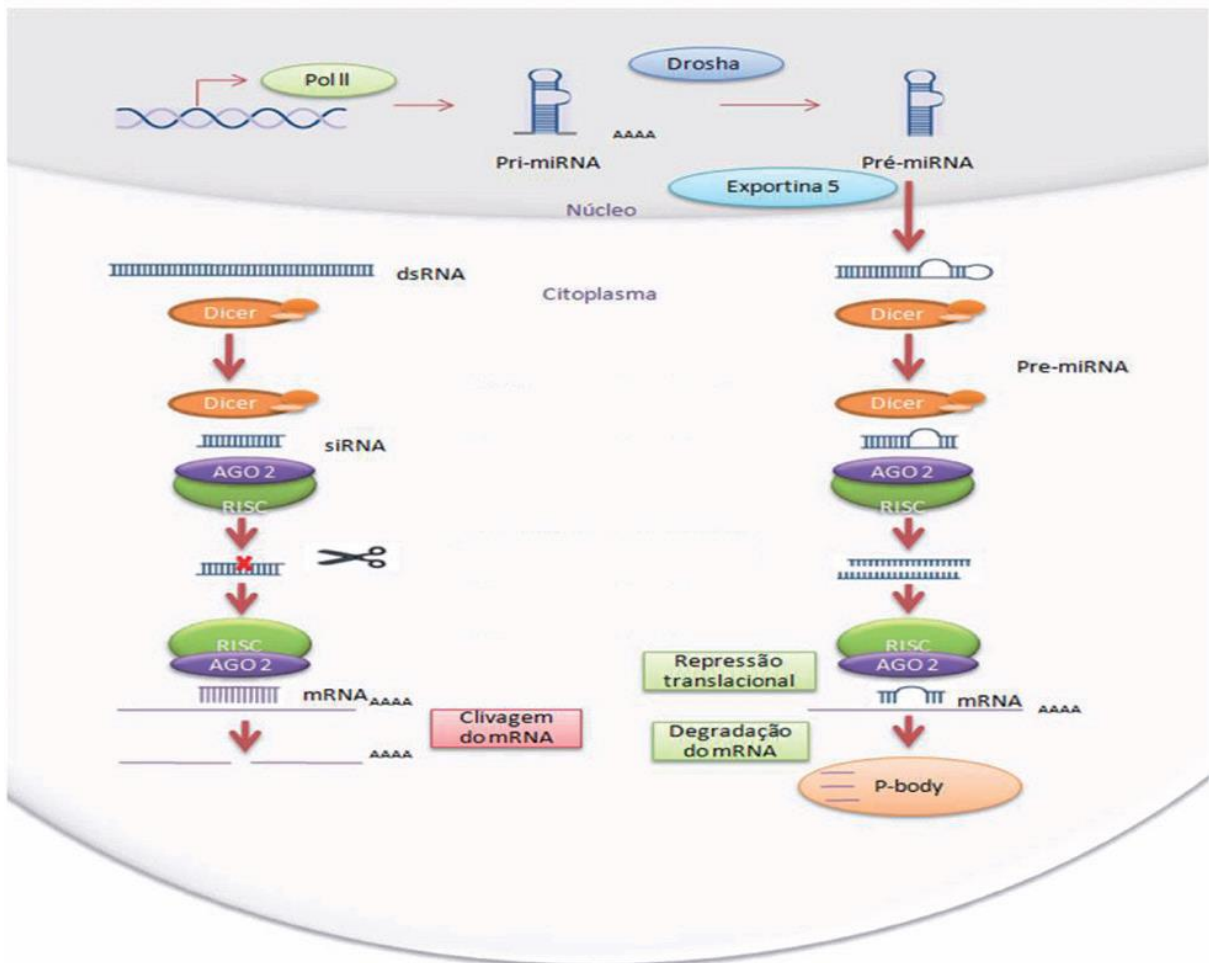 Pol II
Drosha
AAAA
Pri-miRNA
Pré-miRNA
Exportina 5
Núcleo
dsRNA
Citoplasma
Dicer
Dicer
siRNA
AGO 2
RISC
RISC
AGO 2
mRNA AAAA
Clivagem
do mRNA
AAAA
Dicer
Pre-miRNA
Dicer
AGO 2
RISC
RISC
AGO 2
Repressão
translacional
mRNA AAAA
Degradação
do mRNA
P-body